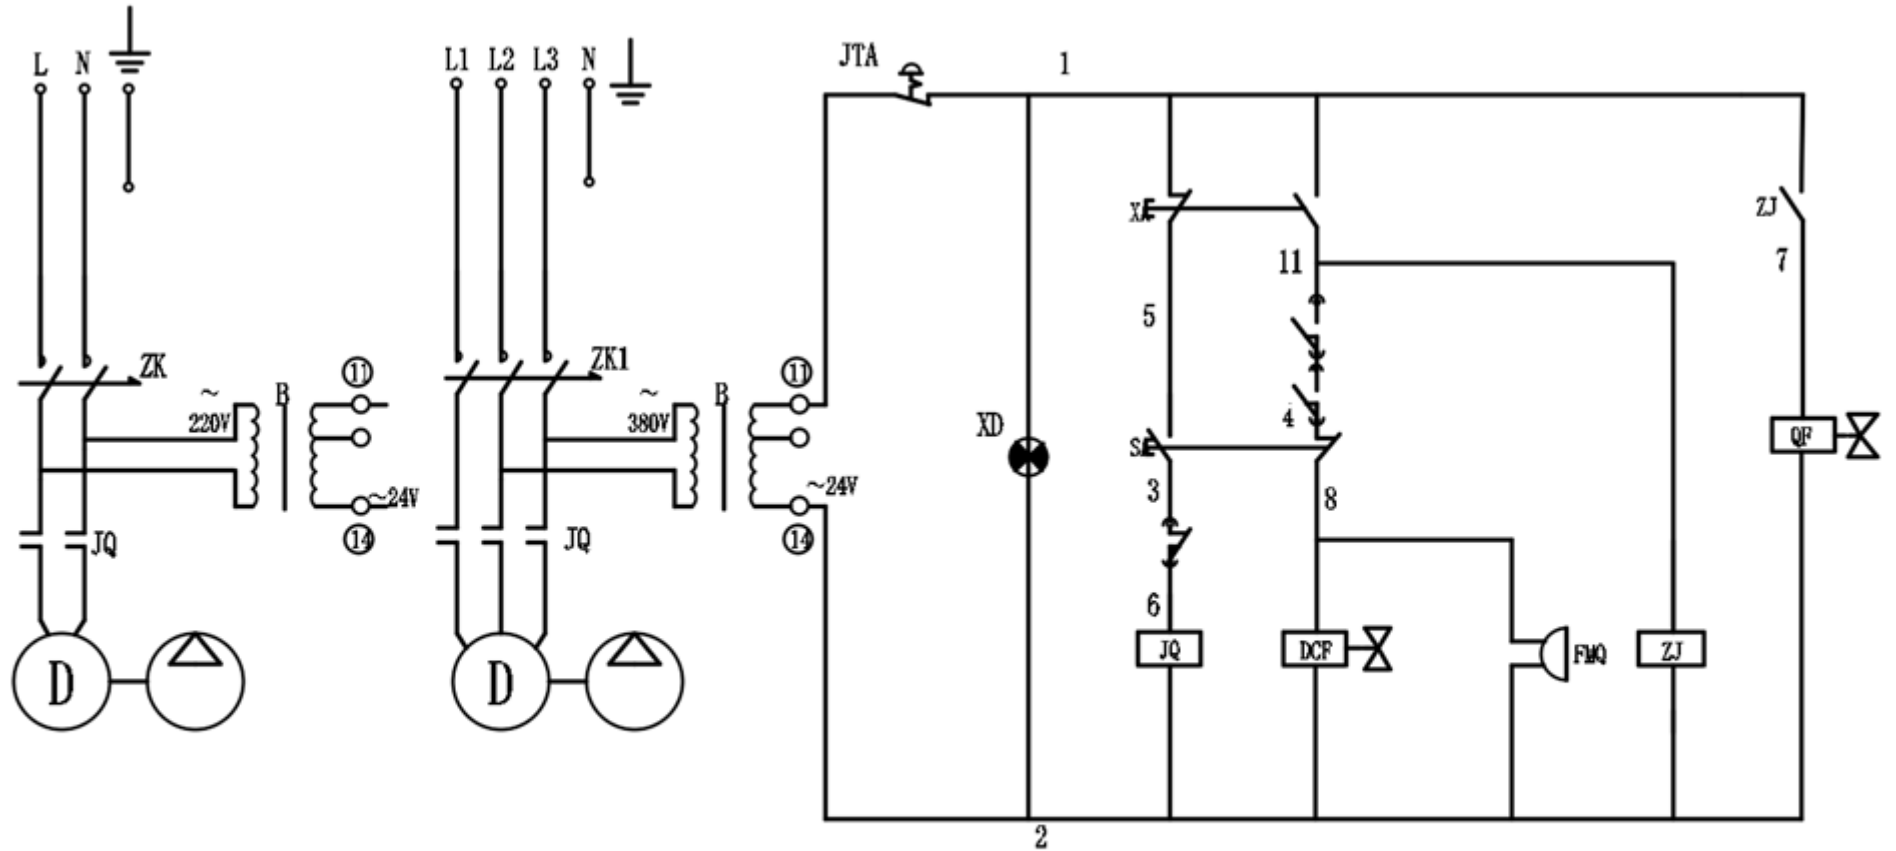 L N
ZK
~
220V
B
11
~24V
14
JQ
D
L1 L2 L3 N
ZK1
~
380V
B
11
~24V
14
JQ
D
JTA
1
XD
5
11
ZJ
7
4
3
8
QF
6
JQ
DCF
FMQ
ZJ
2